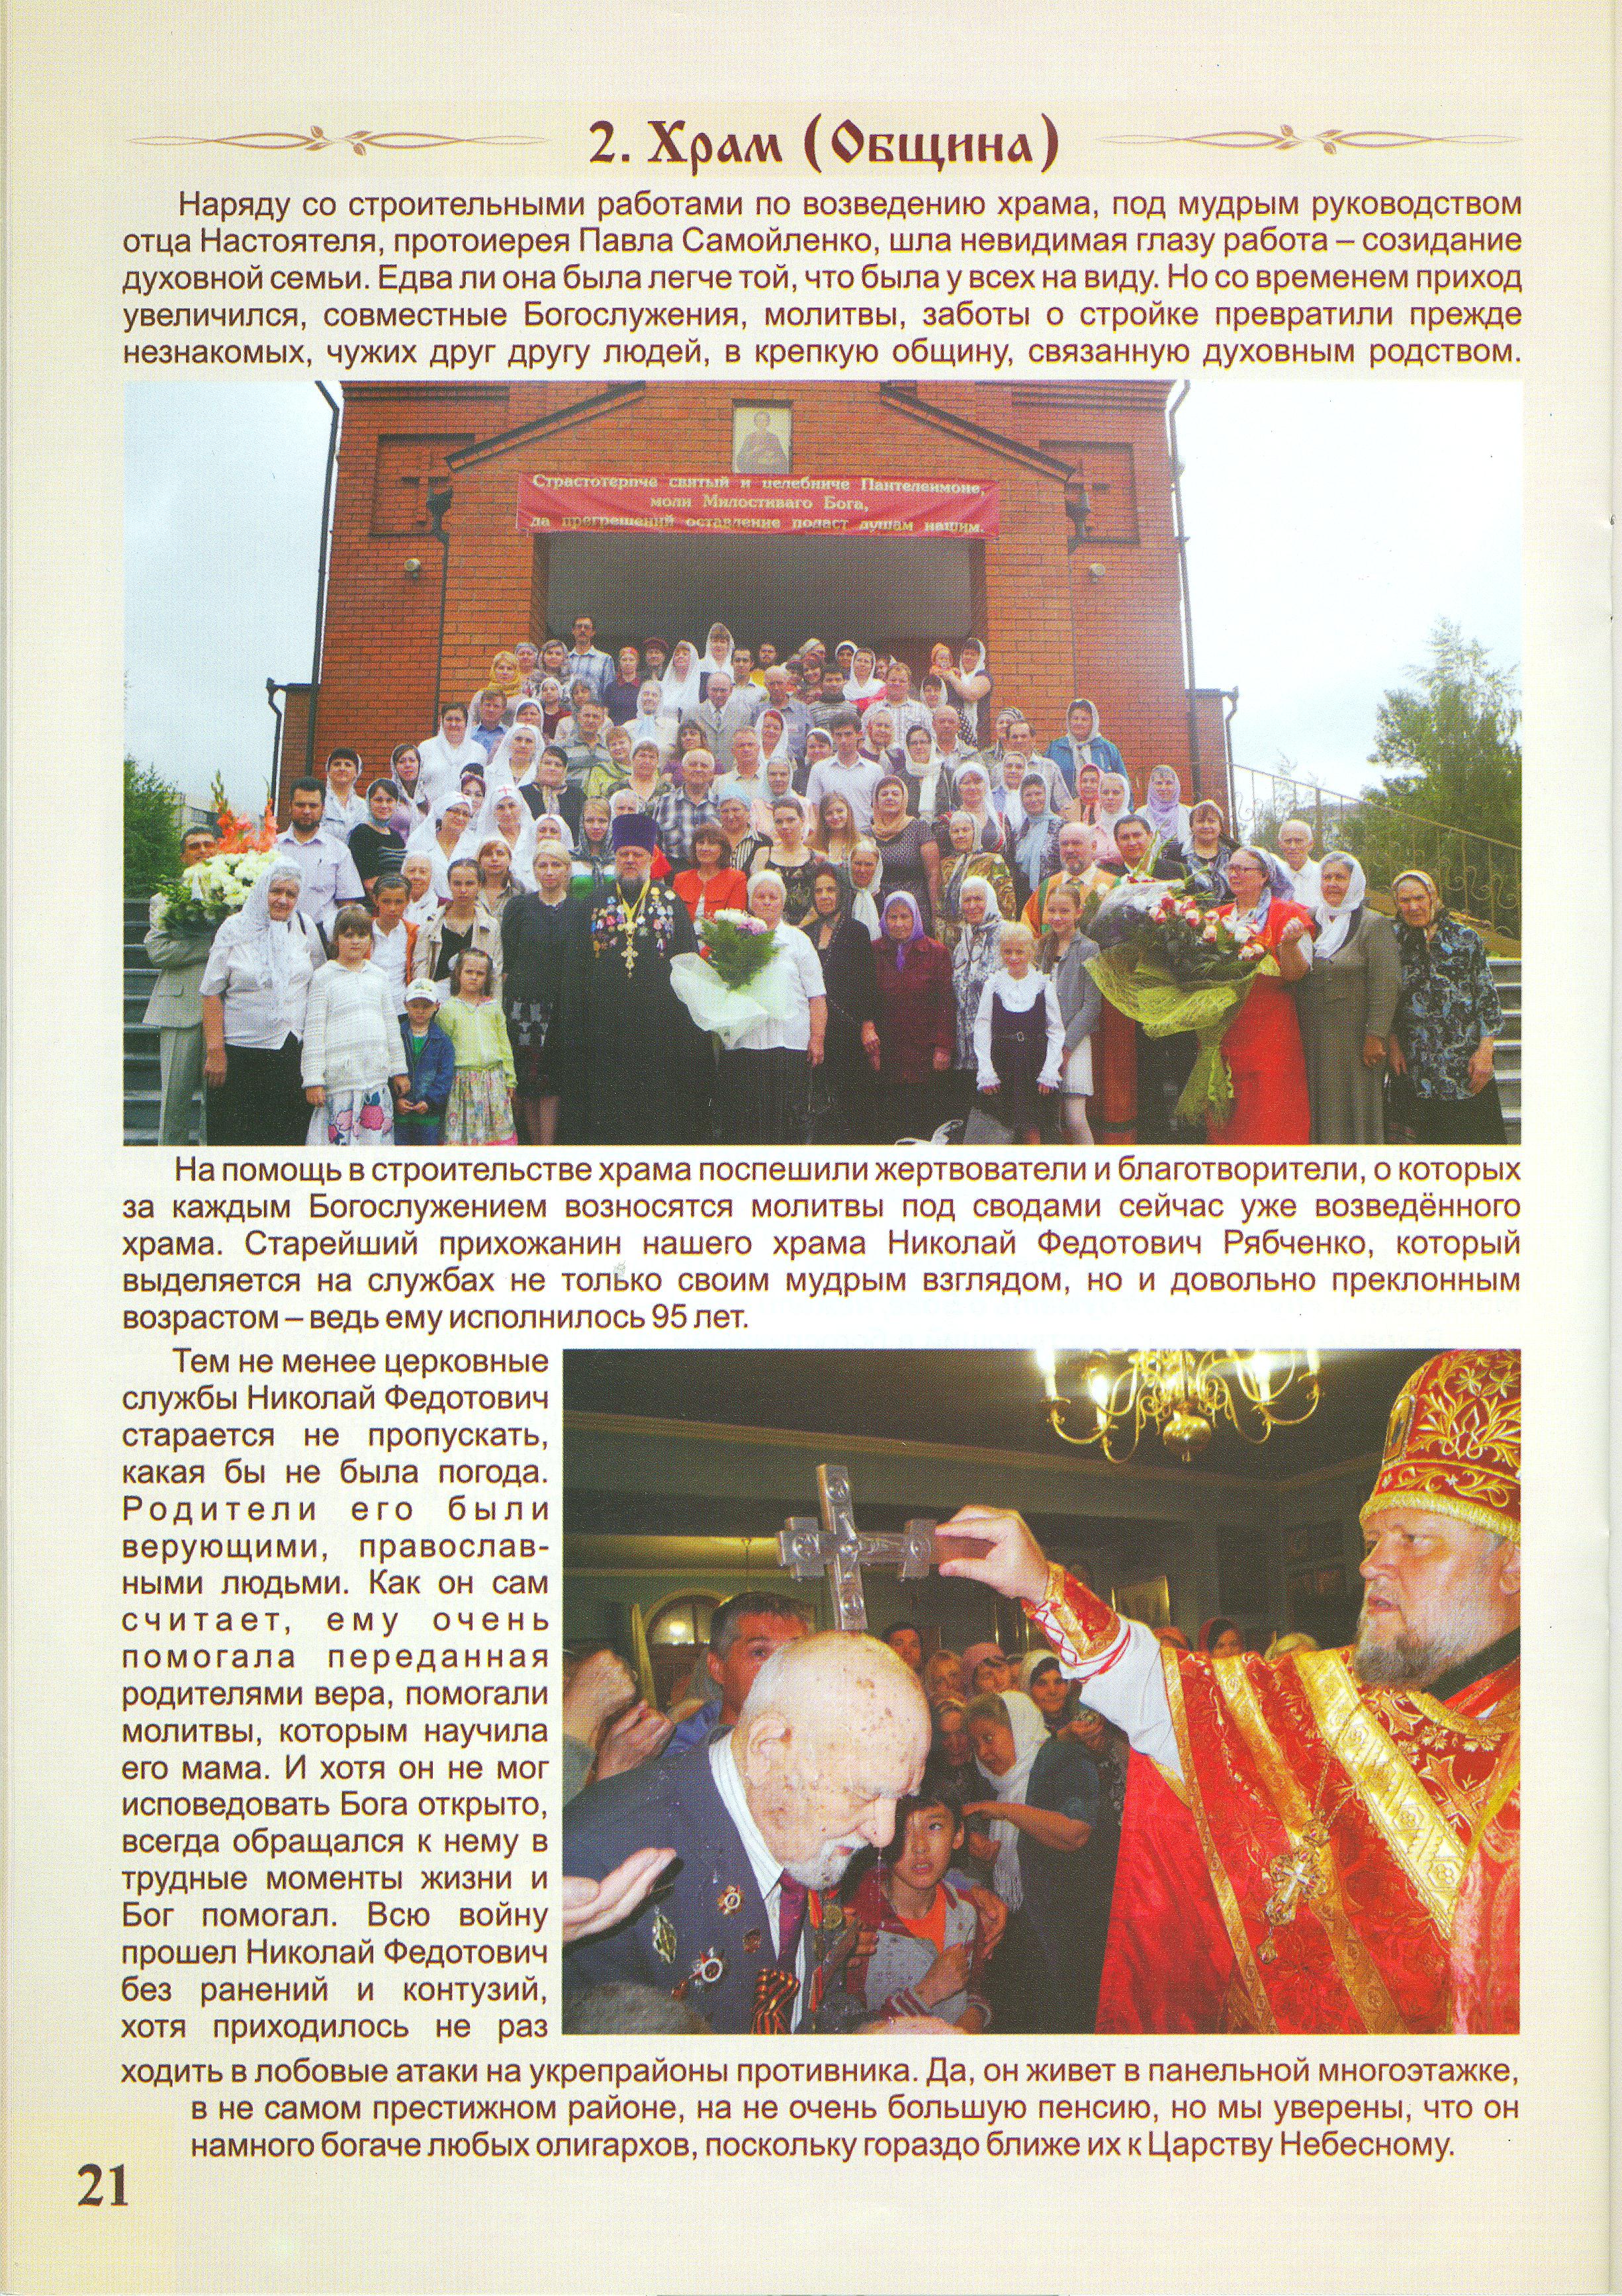 2. Храм (Община)
Наряду со строительными работами по возведению храма, под мудрым руководством
отца Настоятеля, протоиерея Павла Самойленко, шла невидимая глазу работа – созидание
духовной семьи. Едва ли она была легче той, что была у всех на виду. Но со временем приход
увеличился, совместные Богослужения, молитвы, заботы о стройке превратили прежде
незнакомых, чужих друг другу людей, в крепкую общину, связанную духовным родством.
Страстотерпче святый и целебниче Пантелеимоне,
моли Милостиваго Бога,
да прегрешений оставление подаст душам нашим.
На помощь в строительстве храма поспешили жертвователи и благотворители, о которых
за каждым Богослужением возносятся молитвы под сводами сейчас уже возведённого
храма. Старейший прихожанин нашего храма Николай Федотович Рябченко, который
выделяется на службах не только своим мудрым взглядом, но и довольно преклонным
возрастом – ведь ему исполнилось 95 лет.
Тем не менее церковные
службы Николай Федотович
старается не пропускать,
какая бы не была погода.
Родители его были
верующими, православ-
ными людьми. Как он сам
считает, ему очень
помогала переданная
родителями вера, помогали
молитвы, которым научила
его мама. И хотя он не мог
исповедовать Бога открыто,
всегда обращался к нему в
трудные моменты жизни и
Бог помогал. Всю войну
прошел Николай Федотович
без ранений и контузий,
хотя приходилось не раз
ходить в лобовые атаки на укрепрайоны противника. Да, он живет в панельной многоэтажке,
в не самом престижном районе, на не очень большую пенсию, но мы уверены, что он
намного богаче любых олигархов, поскольку гораздо ближе их к Царству Небесному.
21